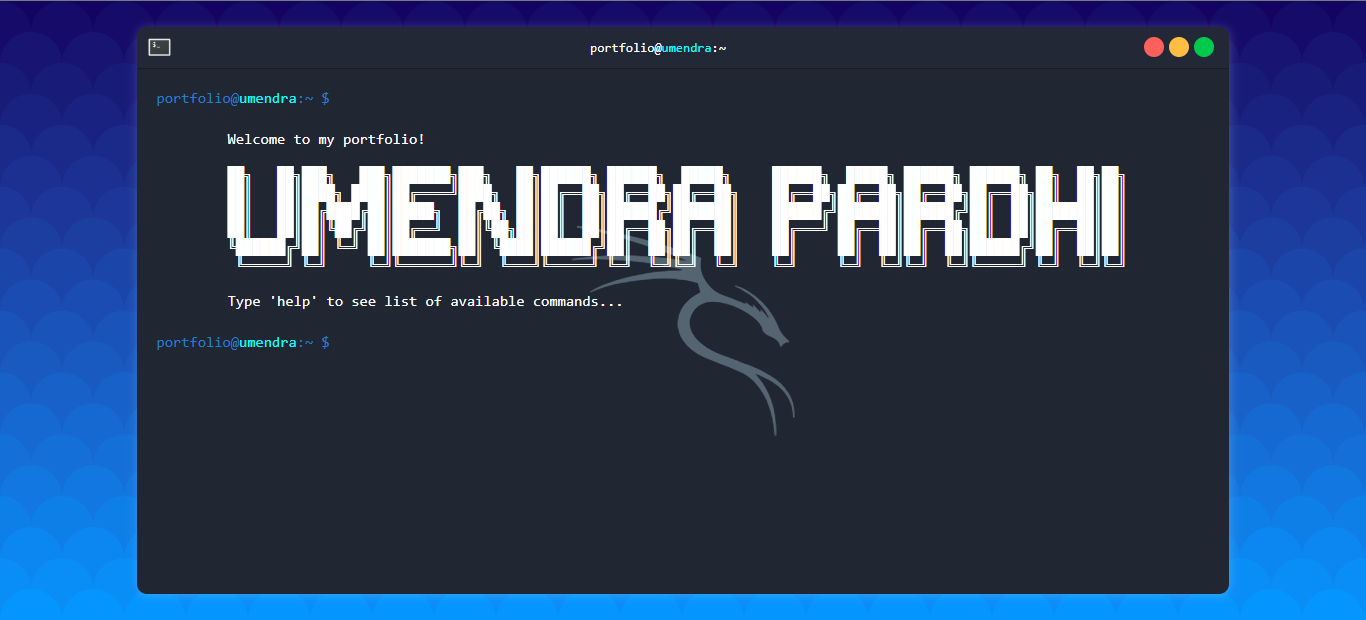 $_
portfolio@umendra:~
portfolio@umendra:~ $
Welcome to my portfolio!
UMENDRA PARDHI
Type 'help' to see list of available commands...
portfolio@umendra:~ $